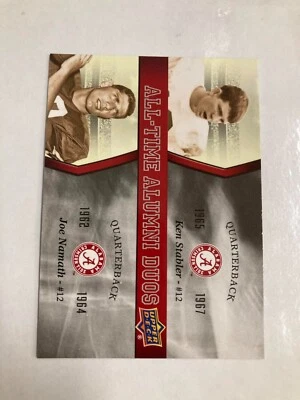 QUARTERBACK
1965 1967
Ken Stabler - #12
ALL-TIME ALUMNI DUOS
UPPER DECK
QUARTERBACK
1962 1964
Joe Namath - #12